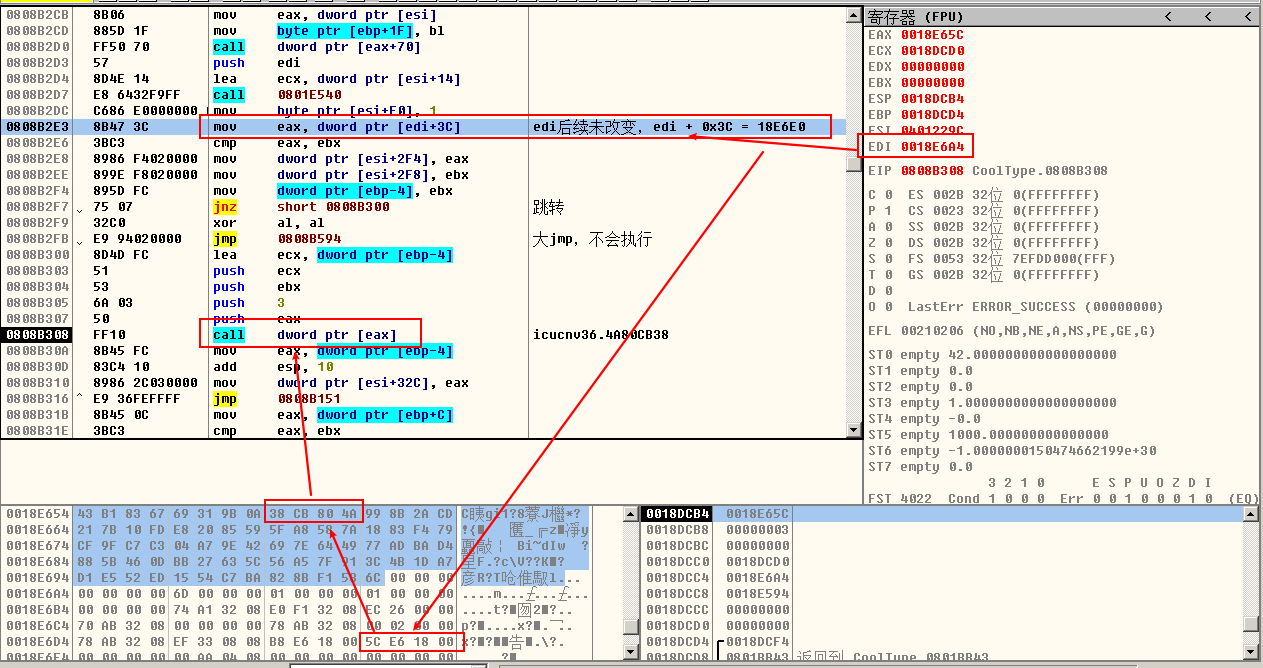 0808B2CB 8B06 mov eax, dword ptr [esi]
0808B2CD 885D 1F mov byte ptr [ebp+1F], bl
0808B2D0 FF50 70 call dword ptr [eax+70]
0808B2D3 57 push edi
0808B2D4 8D4E 14 lea ecx, dword ptr [esi+14]
0808B2D7 E8 6432F9FF call 0801E540
0808B2DC C686 E0000000 mov byte ptr [esi+E0], 1
0808B2E3 8B47 3C mov eax, dword ptr [edi+3C] edi后续未改变，edi + 0x3C = 18E6E0
0808B2E6 3BC3 cmp eax, ebx
0808B2E8 8986 F4020000 mov dword ptr [esi+2F4], eax
0808B2EE 899E F8020000 mov dword ptr [esi+2F8], ebx
0808B2F4 895D FC mov dword ptr [ebp-4], ebx
0808B2F7 75 07 jnz short 0808B300 跳转
0808B2F9 32C0 xor al, al
0808B2FB E9 94020000 jmp 0808B594 大jmp，不会执行
0808B300 8D4D FC lea ecx, dword ptr [ebp-4]
0808B303 51 push ecx
0808B304 53 push ebx
0808B305 6A 03 push 3
0808B307 50 push eax
0808B308 FF10 call dword ptr [eax] icucnv36.4A80CB38
0808B30A 8B45 FC mov eax, dword ptr [ebp-4]
0808B30D 83C4 10 add esp, 10
0808B310 8986 2C030000 mov dword ptr [esi+32C], eax
0808B316 ^ E9 36FEFFFF jmp 0808B151
0808B31B 8B45 0C mov eax, dword ptr [ebp+C]
0808B31E 3BC3 cmp eax, ebx
寄存器 (FPU) < < <
EAX 0018E65C
ECX 0018DCD0
EDX 00000000
EBX 00000000
ESP 0018DCB4
EBP 0018DCD4
ESI 0401229C
EDI 0018E6A4
EIP 0808B308 CoolType.0808B308
C 0 ES 002B 32位 0(FFFFFFFF)
P 1 CS 0023 32位 0(FFFFFFFF)
A 0 SS 002B 32位 0(FFFFFFFF)
Z 0 DS 002B 32位 0(FFFFFFFF)
S 0 FS 0053 32位 7EFDD000(FFF)
T 0 GS 002B 32位 0(FFFFFFFF)
D 0
O 0 LastErr ERROR_SUCCESS (00000000)
EFL 00210206 (NO,NB,NE,A,NS,PE,GE,G)
ST0 empty 42.000000000000000000
ST1 empty 0.0
ST2 empty 0.0
ST3 empty 1.0000000000000000000
ST4 empty -0.0
ST5 empty 1000.0000000000000000
ST6 empty -1.0000000150474662199e+30
ST7 empty 0.0
3 2 1 0 E S P U O Z D I
FST 4022 Cond 1 0 0 0 Err 0 0 1 0 0 0 1 0 (EQ)
0018E654 43 B1 83 67 69 31 9B 0A 38 CB 80 4A 99 8B 2A CD
0018E664 21 7B 10 FD E8 20 85 59 5F A8 58 7A 18 83 F4 79
0018E674 CF 9F C7 C3 04 A7 9E 42 69 7E 64 49 77 AD BA D4
0018E684 88 5B 46 0D BB 27 63 5C 56 A5 7F 3C 4B 1D A7
0018E694 D1 E5 52 ED 15 54 C7 BA 82 8B F1 6C 00 00 00
0018E6A4 00 00 00 00 6D 00 00 00 01 00 00 00 01 00 00 00
0018E6B4 00 00 00 00 74 A1 32 08 E0 F1 32 08 EC 26 00 00
0018E6C4 70 AB 32 08 00 00 00 00 78 AB 32 08 00 02 00 00
0018E6D4 78 AB 32 08 EF 33 08 08 B8 E6 18 00 5C E6 18 00
0018E6E4 00 00 00 00 AA 04 08 00 00 00 00 00 00 00 00
0018DCB4 0018E65C
0018DCB8 00000003
0018DCBC 00000000
0018DCC0 0018DCD0
0018DCC4 0018E6A4
0018DCC8 0018E594
0018DCCC 00000000
0018DCD0 00000000
0018DCD4 0018DCF4
0018DCD8 0801BB43 返回到 CoolType.0801BB43